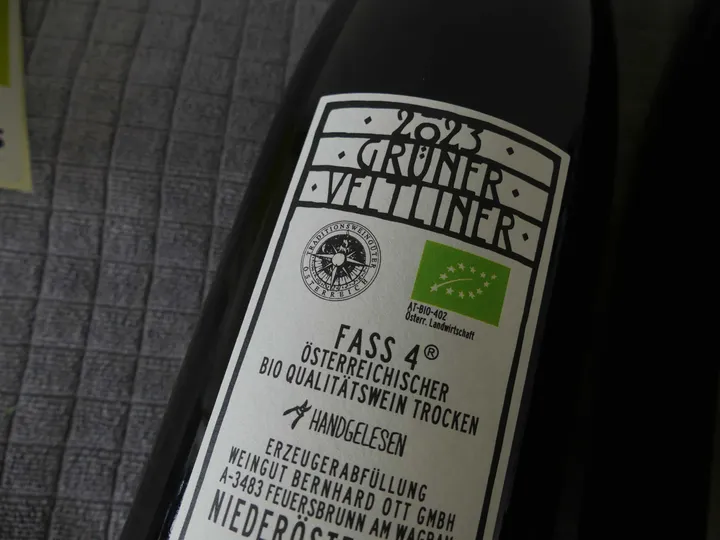 2023
GRÜNER
VELTLINER
TRADITIONSWEINGÜTER
ÖSTERREICH
AT-BIO-402
Österr. Landwirtschaft
FASS 4®
ÖSTERREICHISCHER
BIO QUALITÄTSWEIN TROCKEN
HANDGELESEN
ERZEUGERABFÜLLUNG
WEINGUT BERNHARD OTT GMBH
A-3483 FEUERSBRUNN AM WAGRAM